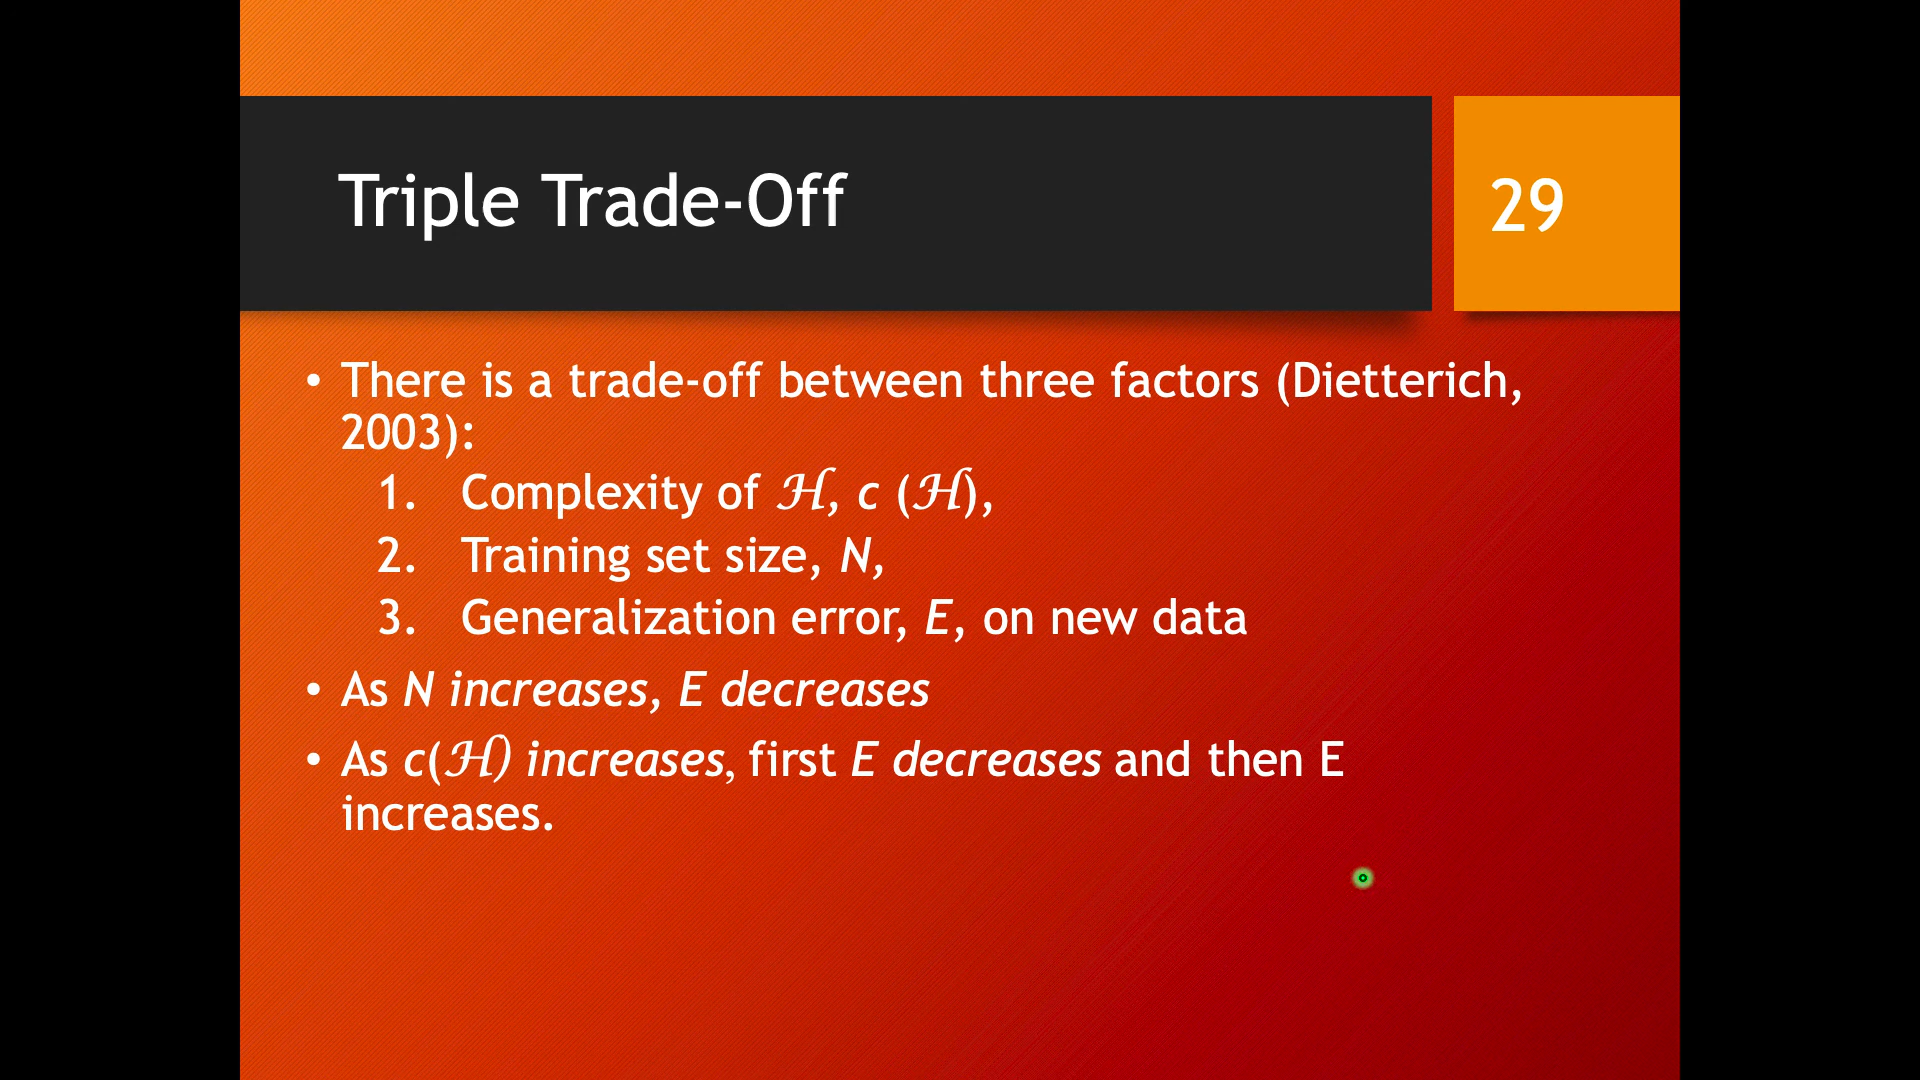 Triple Trade-Off
29
• There is a trade-off between three factors (Dietterich,
2003):
1. Complexity of ℋ, c (ℋ),
2. Training set size, N,
3. Generalization error, E, on new data
• As N increases, E decreases
• As c(ℋ) increases, first E decreases and then E
increases.